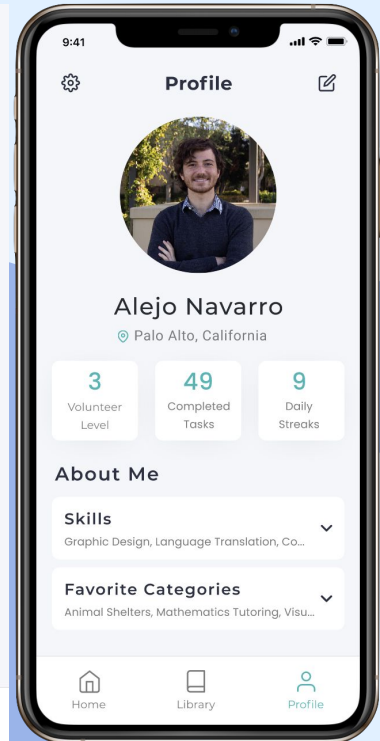 9:41
Profile
Alejo Navarro
Palo Alto, California
3
Volunteer
Level
49
Completed
Tasks
9
Daily
Streaks
About Me
Skills
Graphic Design, Language Translation, Co...
Favorite Categories
Animal Shelters, Mathematics Tutoring, Visu...
Home
Library
Profile